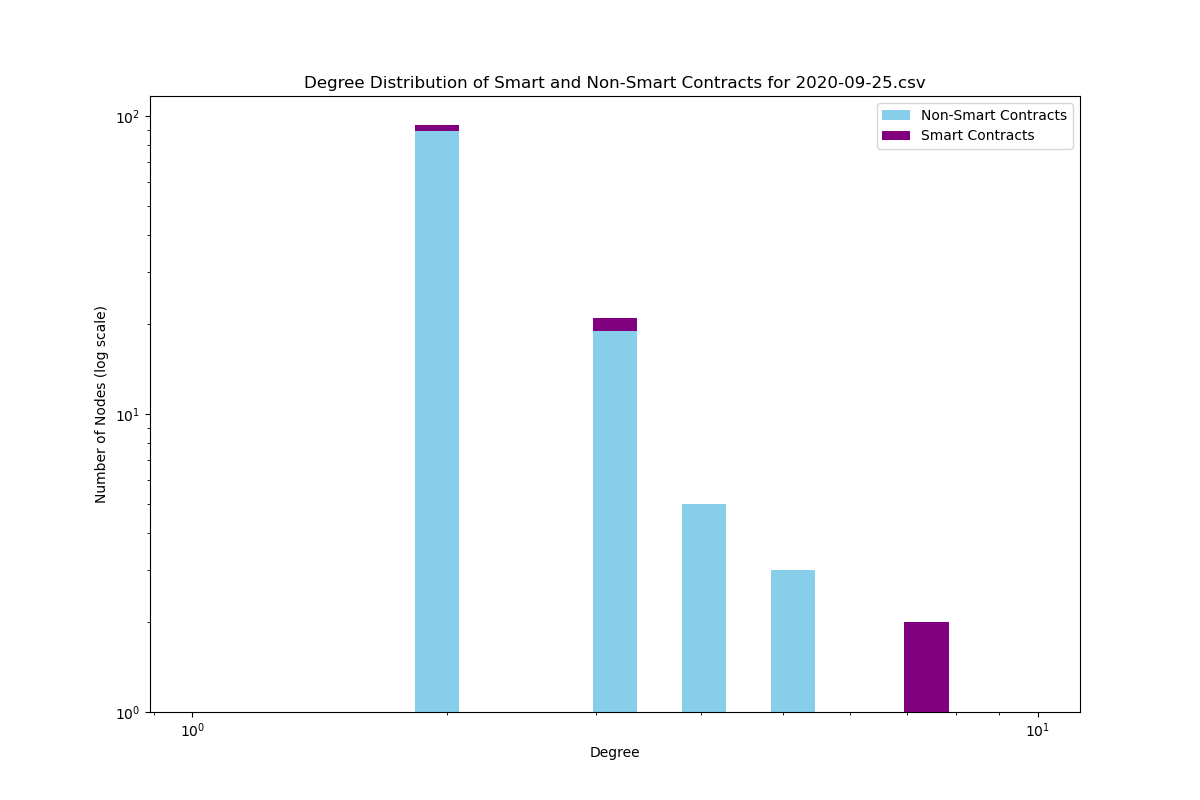 Degree Distribution of Smart and Non-Smart Contracts for 2020-09-25.csv
Non-Smart Contracts
Smart Contracts
Number of Nodes (log scale)
10²
10¹
10⁰
10⁰ 10¹
Degree